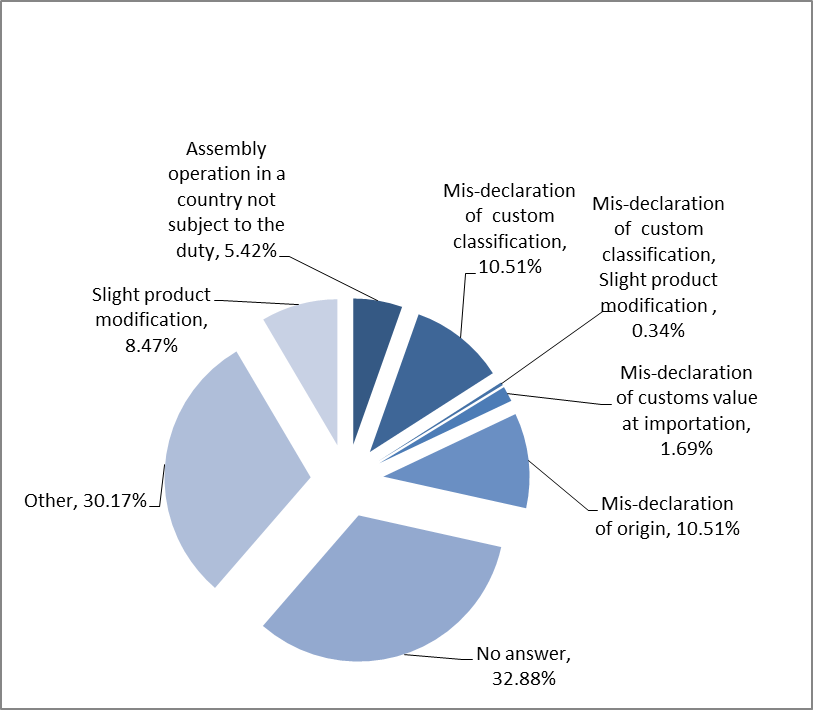 Assembly
operation in a
country not
subject to the
duty, 5.42%
Mis-declaration
of custom
classification,
10.51%
Mis-declaration
of custom
classification,
Slight product
modification ,
0.34%
Mis-declaration
of customs value
at importation,
1.69%
Mis-declaration
of origin, 10.51%
No answer,
32.88%
Other, 30.17%
Slight product
modification,
8.47%